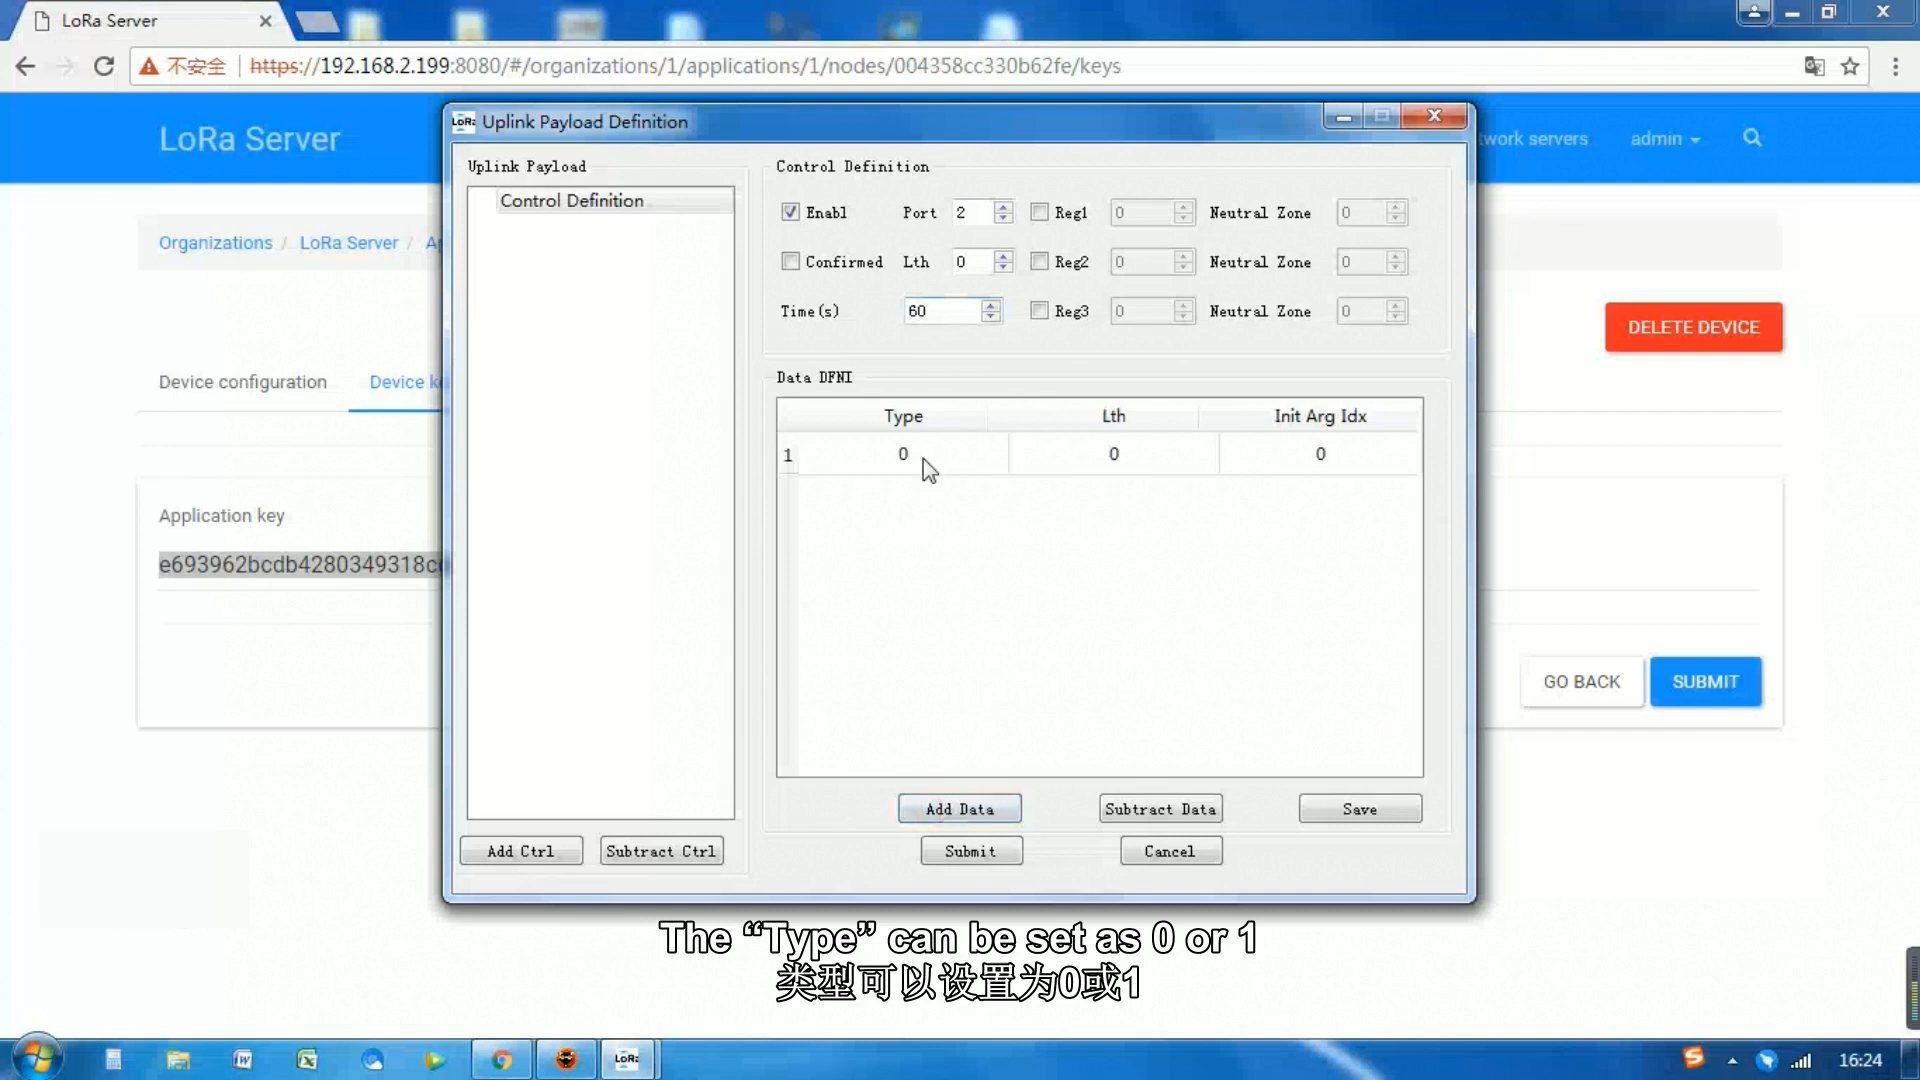 LoRa Server
不安全 https://192.168.2.199:8080/#/organizations/1/applications/1/nodes/004358cc330b62fe/keys
LoRa Server
work servers
admin
LoRa
Uplink Payload Definition
Uplink Payload
Control Definition
Control Definition
Enabl Port 2 Reg1 0 Neutral Zone 0
Confirmed Lth 0 Reg2 0 Neutral Zone 0
Time(s) 60 Reg3 0 Neutral Zone 0
Organizations / LoRa Server /
DELETE DEVICE
Device configuration
Device
Data DFNI
Type Lth Init Arg Idx
1 0 0 0
Application key
e693962bcdb4280349318c
GO BACK
SUBMIT
Add Data Subtract Data Save
Add Ctrl Subtract Ctrl Submit Cancel
The “Type” can be set as 0 or 1
类型可以设置为0或1
LoRa
16:24